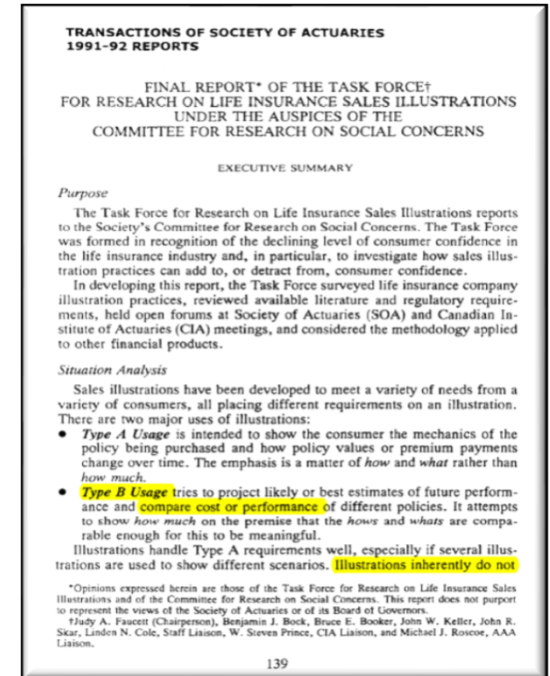 TRANSACTIONS OF SOCIETY OF ACTUARIES
1991-92 REPORTS
FINAL REPORT* OF THE TASK FORCE†
FOR RESEARCH ON LIFE INSURANCE SALES ILLUSTRATIONS
UNDER THE AUSPICES OF THE
COMMITTEE FOR RESEARCH ON SOCIAL CONCERNS
EXECUTIVE SUMMARY
Purpose
The Task Force for Research on Life Insurance Sales Illustrations reports
to the Society's Committee for Research on Social Concerns. The Task Force
was formed in recognition of the declining level of consumer confidence in
the life insurance industry and, in particular, to investigate how sales illus-
tration practices can add to, or detract from, consumer confidence.
In developing this report, the Task Force surveyed life insurance company
illustration practices, reviewed available literature and regulatory require-
ments, held open forums at Society of Actuaries (SOA) and Canadian In-
stitute of Actuaries (CIA) meetings, and considered the methodology applied
to other financial products.
Situation Analysis
Sales illustrations have been developed to meet a variety of needs from a
variety of consumers, all placing different requirements on an illustration.
There are two major uses of illustrations:
• Type A Usage is intended to show the consumer the mechanics of the
policy being purchased and how policy values or premium payments
change over time. The emphasis is a matter of how and what rather than
how much.
• Type B Usage tries to project likely or best estimates of future perform-
ance and compare cost or performance of different policies. It attempts
to show how much on the premise that the hows and whats are compa-
rable enough for this to be meaningful.
Illustrations handle Type A requirements well, especially if several illus-
trations are used to show different scenarios. Illustrations inherently do not
*Opinions expressed herein are those of the Task Force for Research on Life Insurance Sales
Illustrations and of the Committee for Research on Social Concerns. This report does not purport
to represent the views of the Society of Actuaries or of its Board of Governors.
†Judy A. Faucett (Chairperson), Benjamin J. Bock, Bruce E. Booker, John W. Keller, John R.
Skar, Linden N. Cole, Staff Liaison, W. Steven Prince, CIA Liaison, and Michael J. Roscoe, AAA
Liaison.
139